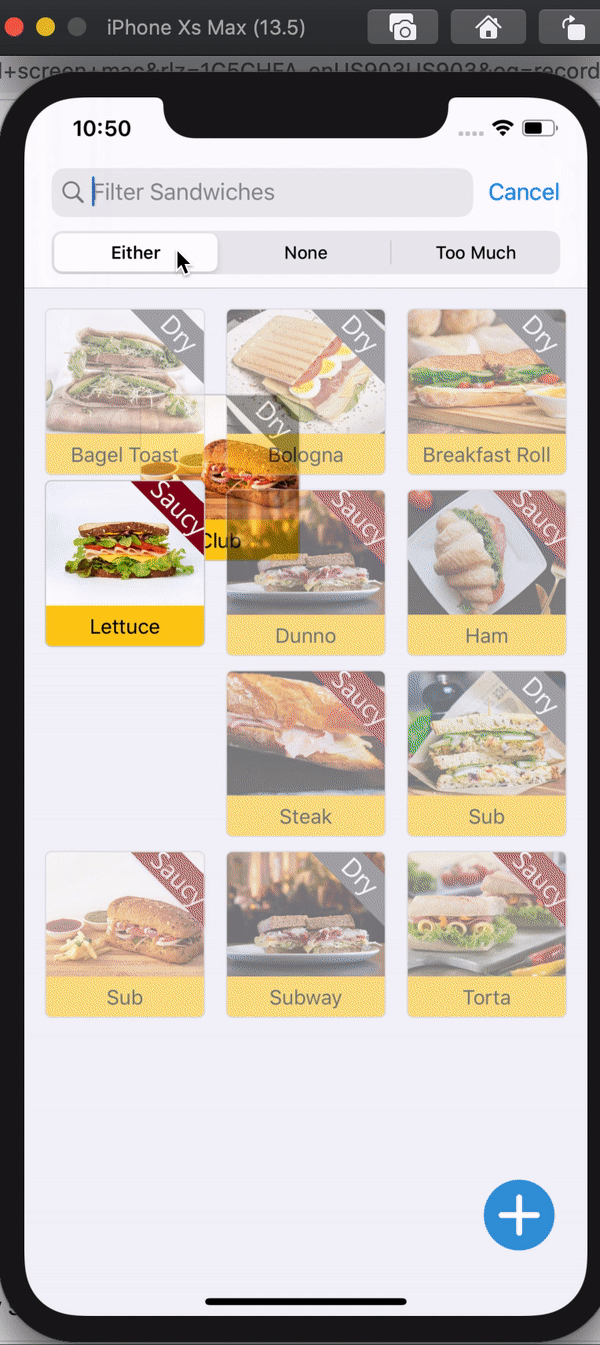 iPhone Xs Max (13.5)
l+screen+mac&rlz=1C5CHFA_enUS903US903&oq=record
10:50
Filter Sandwiches
Cancel
Either
None
Too Much
Dry
Dry
Dry
Bagel Toast
Bologna
Breakfast Roll
Dry
Club
Saucy
Saucy
Saucy
Lettuce
Dunno
Ham
Saucy
Dry
Steak
Sub
Saucy
Dry
Saucy
Sub
Subway
Torta